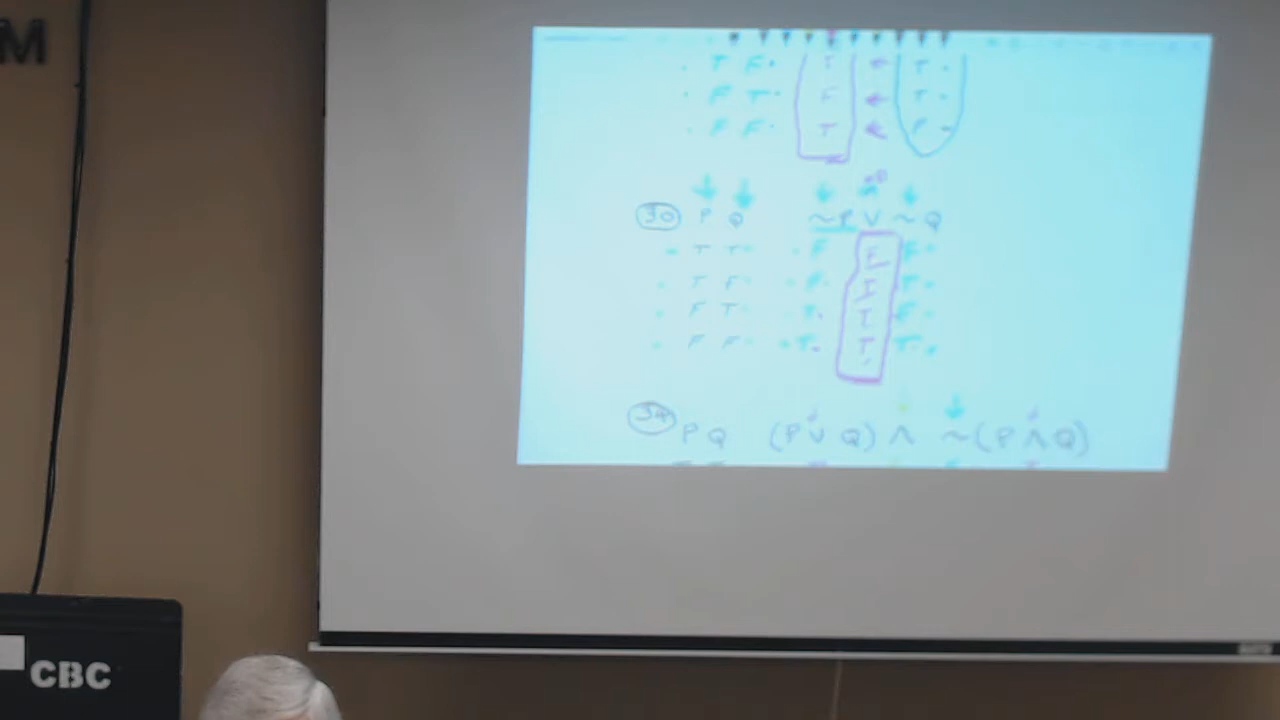 M
T F T T
F T F T
F F T F
30 P Q ~P ∨ ~Q
T T F F F
T F F T T
F T T T F
F F T T T
34 P Q (P ∨ Q) ∧ ~(P ∧ Q)
CBC